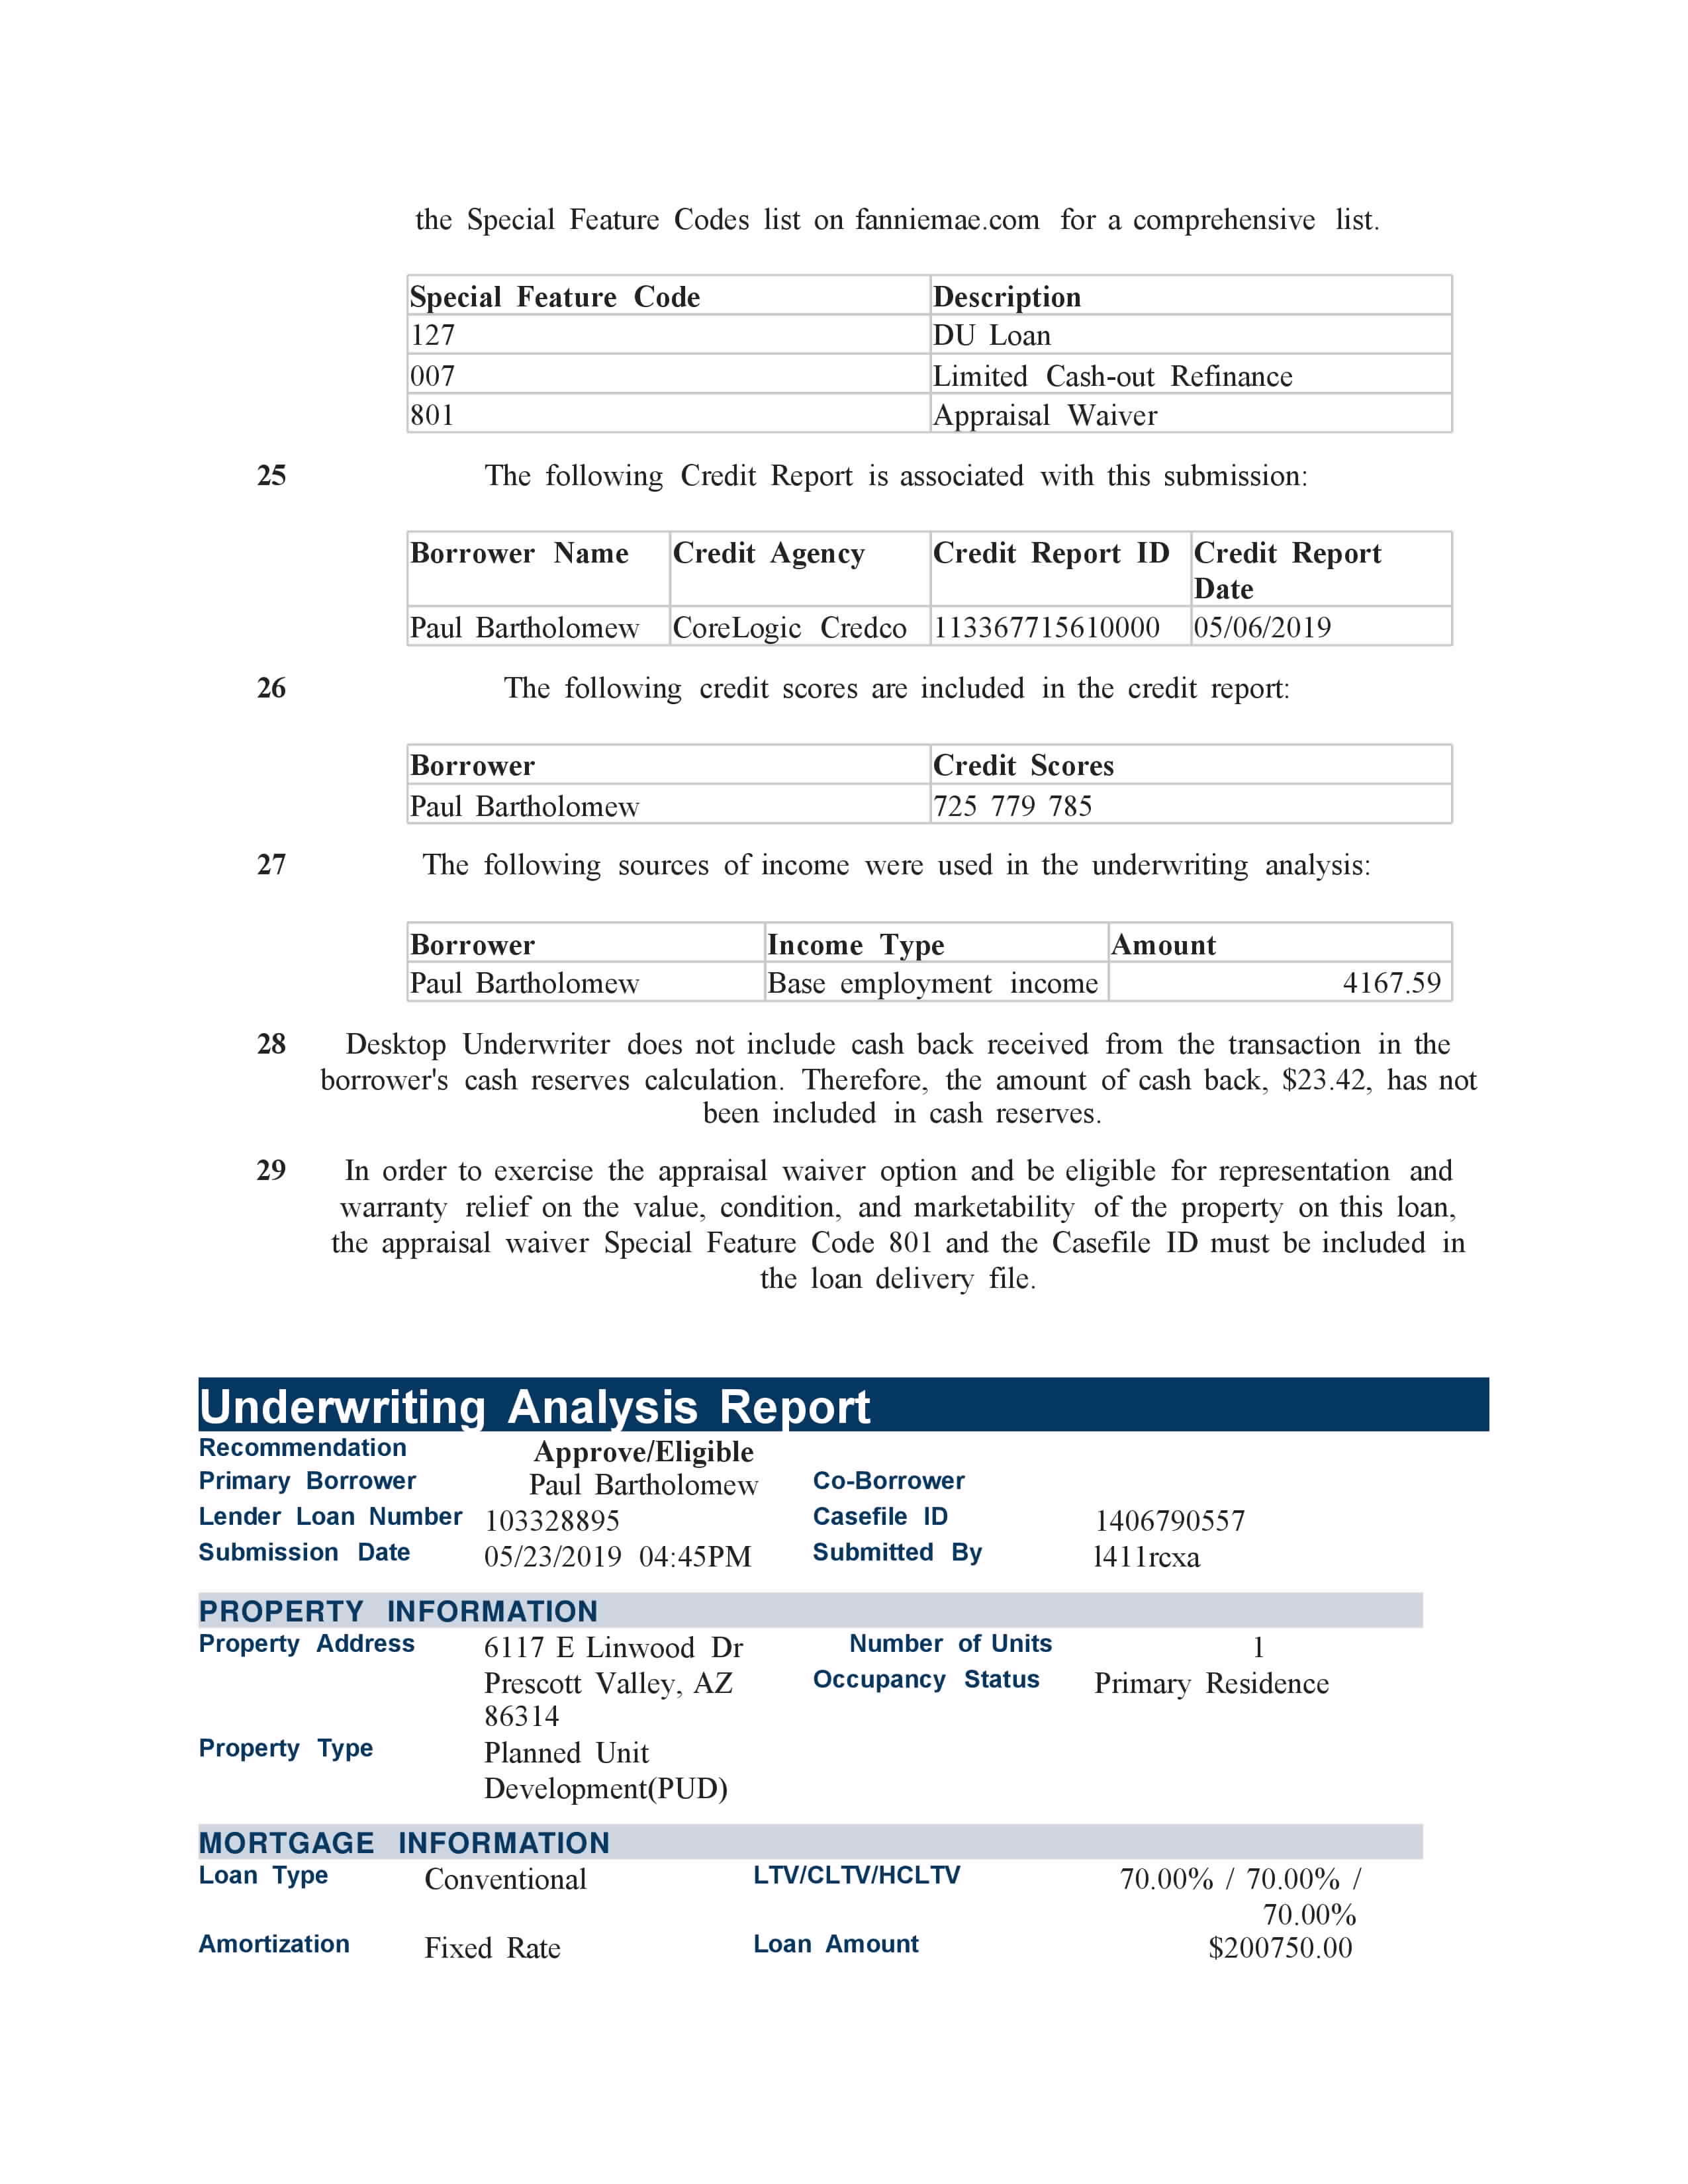 the Special Feature Codes list on fanniemae.com for a comprehensive list.
Special Feature Code Description
127 DU Loan
007 Limited Cash-out Refinance
801 Appraisal Waiver
25 The following Credit Report is associated with this submission:
Borrower Name Credit Agency Credit Report ID Credit Report
Date
Paul Bartholomew CoreLogic Credco 113367715610000 05/06/2019
26 The following credit scores are included in the credit report:
Borrower Credit Scores
Paul Bartholomew 725 779 785
27 The following sources of income were used in the underwriting analysis:
Borrower Income Type Amount
Paul Bartholomew Base employment income 4167.59
28 Desktop Underwriter does not include cash back received from the transaction in the
borrower's cash reserves calculation. Therefore, the amount of cash back, $23.42, has not
been included in cash reserves.
29 In order to exercise the appraisal waiver option and be eligible for representation and
warranty relief on the value, condition, and marketability of the property on this loan,
the appraisal waiver Special Feature Code 801 and the Casefile ID must be included in
the loan delivery file.
Underwriting Analysis Report
Recommendation Approve/Eligible
Primary Borrower Paul Bartholomew Co-Borrower
Lender Loan Number 103328895 Casefile ID 1406790557
Submission Date 05/23/2019 04:45PM Submitted By l411rcxa
PROPERTY INFORMATION
Property Address 6117 E Linwood Dr Number of Units 1
Prescott Valley, AZ Occupancy Status Primary Residence
86314
Property Type Planned Unit
Development(PUD)
MORTGAGE INFORMATION
Loan Type Conventional LTV/CLTV/HCLTV 70.00% / 70.00% /
70.00%
Amortization Fixed Rate Loan Amount $200750.00